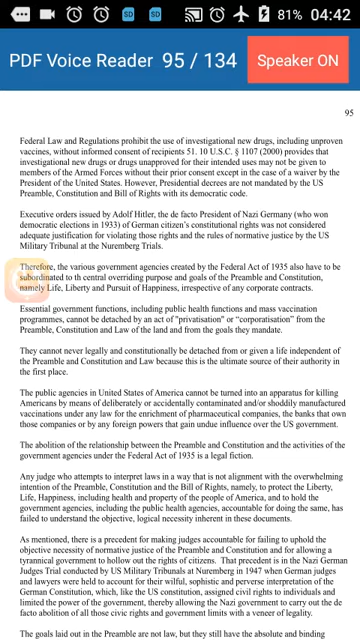 81% 04:42
PDF Voice Reader 95 / 134 Speaker ON
95
Federal Law and Regulations prohibit the use of investigational new drugs, including unproven
vaccines, without informed consent of recipients 51. 10 U.S.C. § 1107 (2000) provides that
investigational new drugs or drugs unapproved for their intended uses may not be given to
members of the Armed Forces without their prior consent except in the case of a waiver by the
President of the United States. However, Presidential decrees are not mandated by the US
Preamble, Constitution and Bill of Rights with its democratic code.
Executive orders issued by Adolf Hitler, the de facto President of Nazi Germany (who won
democratic elections in 1933) of German citizen's constitutional rights was not considered
adequate justification for violating those rights and the rules of normative justice by the US
Military Tribunal at the Nuremberg Trials.
Therefore, the various government agencies created by the Federal Act of 1935 also have to be
subordinated to th central overriding purpose and goals of the Preamble and Constitution,
namely Life, Liberty and Pursuit of Happiness, irrespective of any corporate contracts.
Essential government functions, including public health functions and mass vaccination
programmes, cannot be detached by an act of "privatisation" or "corporatisation" from the
Preamble, Constitution and Law of the land and from the goals they mandate.
They cannot never legally and constitutionally be detached from or given a life independent of
the Preamble and Constitution and Law because this is the ultimate source of their authority in
the first place.
The public agencies in United States of America cannot be turned into an apparatus for killing
Americans by means of deliberately or accidentally contaminated and/or shoddily manufactured
vaccinations under any law for the enrichment of pharmaceutical companies, the banks that own
those companies or by any foreign powers that gain undue influence over the US government.
The abolition of the relationship between the Preamble and Constitution and the activities of the
government agencies under the Federal Act of 1935 is a legal fiction.
Any judge who attempts to interpret laws in a way that is not alignment with the overwhelming
intention of the Preamble, Constitution and the Bill of Rights, namely, to protect the Liberty,
Life, Happiness, including health and property of the people of America, and to hold the
government agencies, including the public health agencies, accountable for doing the same, has
failed to understand the objective, logical necessity inherent in these documents.
As mentioned, there is a precedent for making judges accountable for failing to uphold the
objective necessity of normative justice of the Preamble and Constitution and for allowing a
tyrannical government to hollow out the rights of citizens. That precedent is in the Nazi German
Judges Trial conducted by US Military Tribunals at Nuremberg in 1947 when German judges
and lawyers were held to account for their wilful, sophistic and perverse interpretation of the
German Constitution, which, like the US constitution, assigned civil rights to individuals and
limited the power of the government, thereby allowing the Nazi government to carry out the de
facto abolition of all those civic rights and government limits with a veneer of legality.
The goals laid out in the Preamble are not law, but they still have the absolute and binding